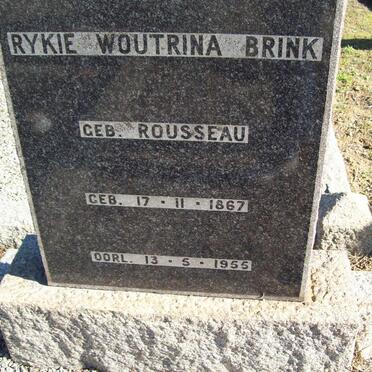 RYKIE WOUTRINA BRINK
GEB. ROUSSEAU
GEB. 17 · 11 · 1867
OORL. 13 · 5 · 1955